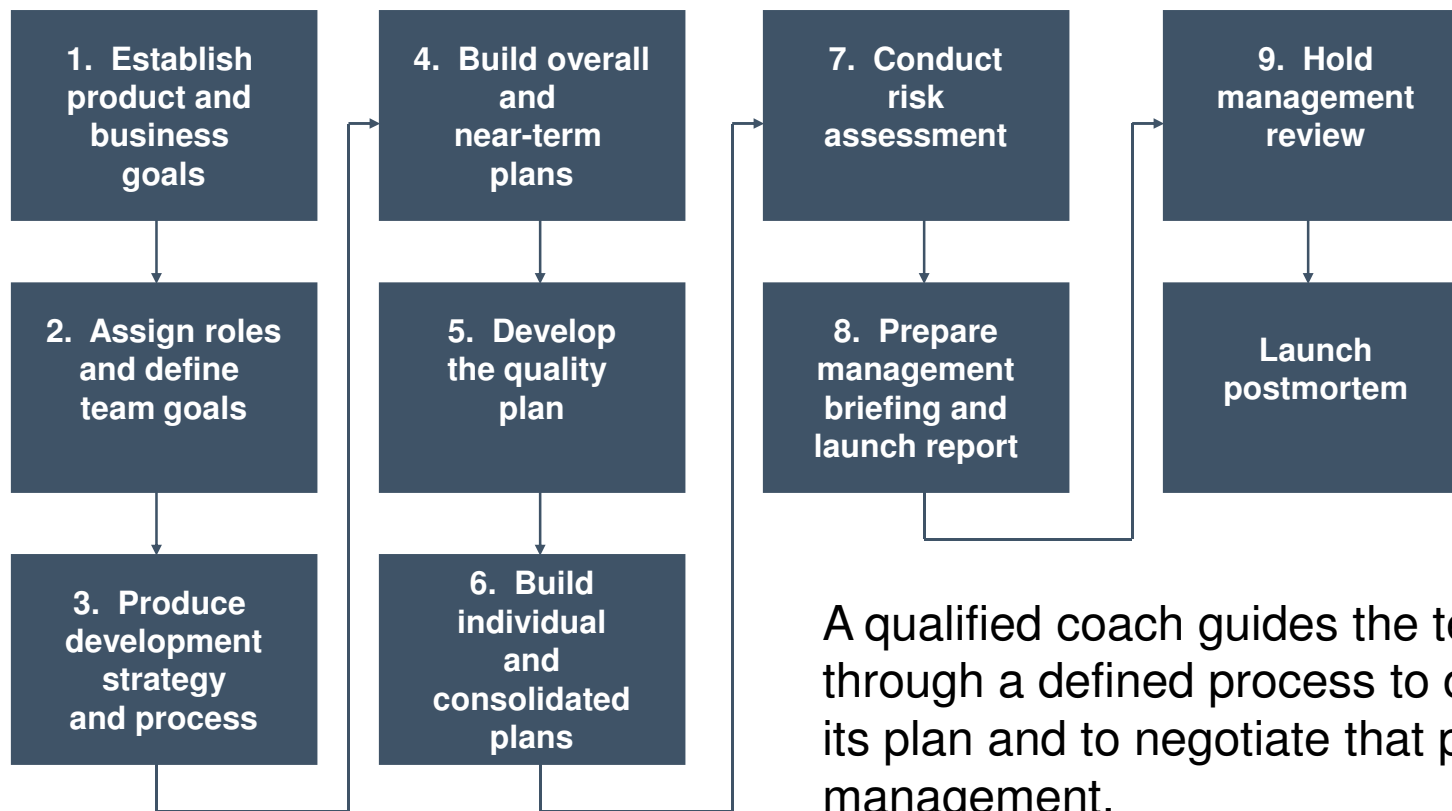 1. Establish
product and
business
goals
2. Assign roles
and define
team goals
3. Produce
development
strategy
and process
4. Build overall
and
near-term
plans
5. Develop
the quality
plan
6. Build
individual
and
consolidated
plans
7. Conduct
risk
assessment
8. Prepare
management
briefing and
launch report
9. Hold
management
review
Launch
postmortem
A qualified coach guides the
through a defined process to
its plan and to negotiate that
management.